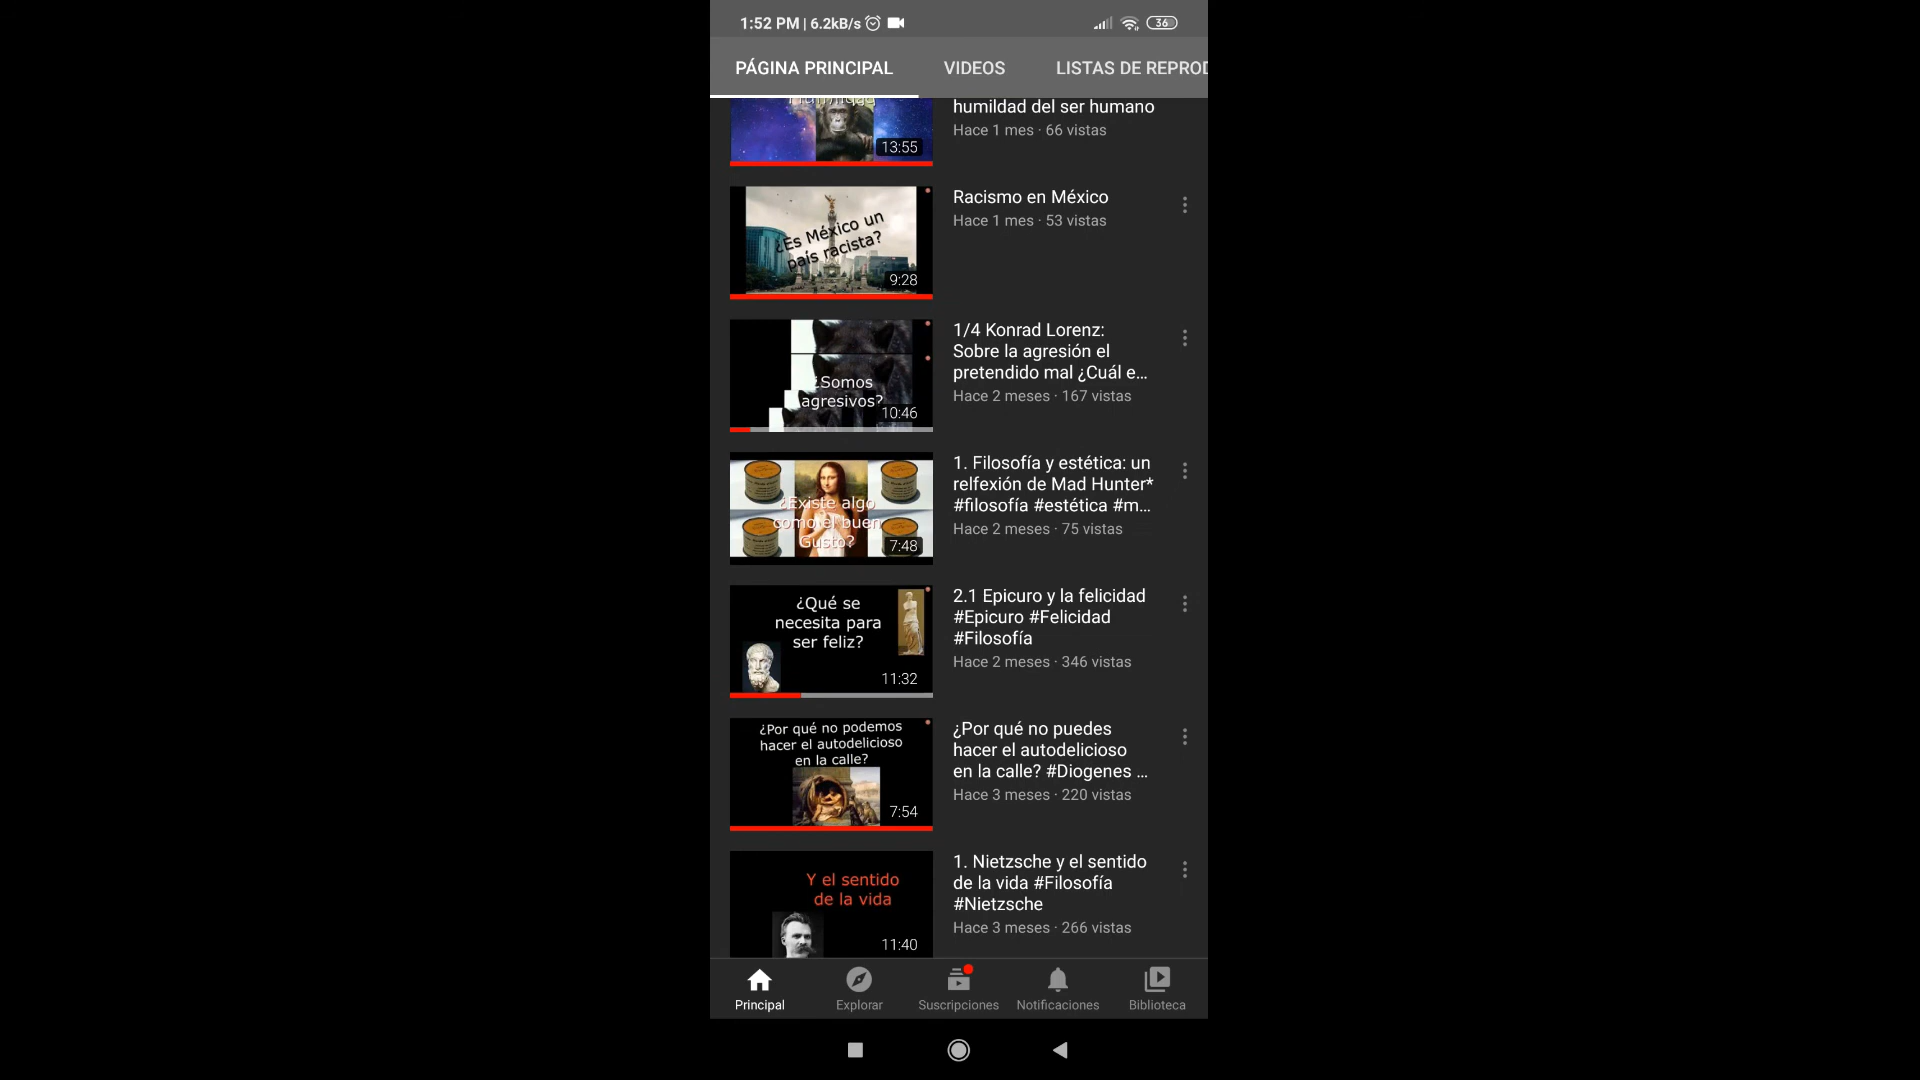 1:52 PM | 6.2kB/s
36
PÁGINA PRINCIPAL
VIDEOS
LISTAS DE REPROD
humildad del ser humano
Hace 1 mes · 66 vistas
13:55
¿Es México un
país racista?
9:28
Racismo en México
Hace 1 mes · 53 vistas
¿Somos
agresivos?
10:46
1/4 Konrad Lorenz:
Sobre la agresión el
pretendido mal ¿Cuál e...
Hace 2 meses · 167 vistas
¿Existe algo
como el buen
Gusto?
7:48
1. Filosofía y estética: un
relfexión de Mad Hunter*
#filosofía #estética #m...
Hace 2 meses · 75 vistas
¿Qué se
necesita para
ser feliz?
11:32
2.1 Epicuro y la felicidad
#Epicuro #Felicidad
#Filosofía
Hace 2 meses · 346 vistas
¿Por qué no podemos
hacer el autodelicioso
en la calle?
7:54
¿Por qué no puedes
hacer el autodelicioso
en la calle? #Diogenes ...
Hace 3 meses · 220 vistas
Y el sentido
de la vida
11:40
1. Nietzsche y el sentido
de la vida #Filosofía
#Nietzsche
Hace 3 meses · 266 vistas
Principal
Explorar
Suscripciones
Notificaciones
Biblioteca